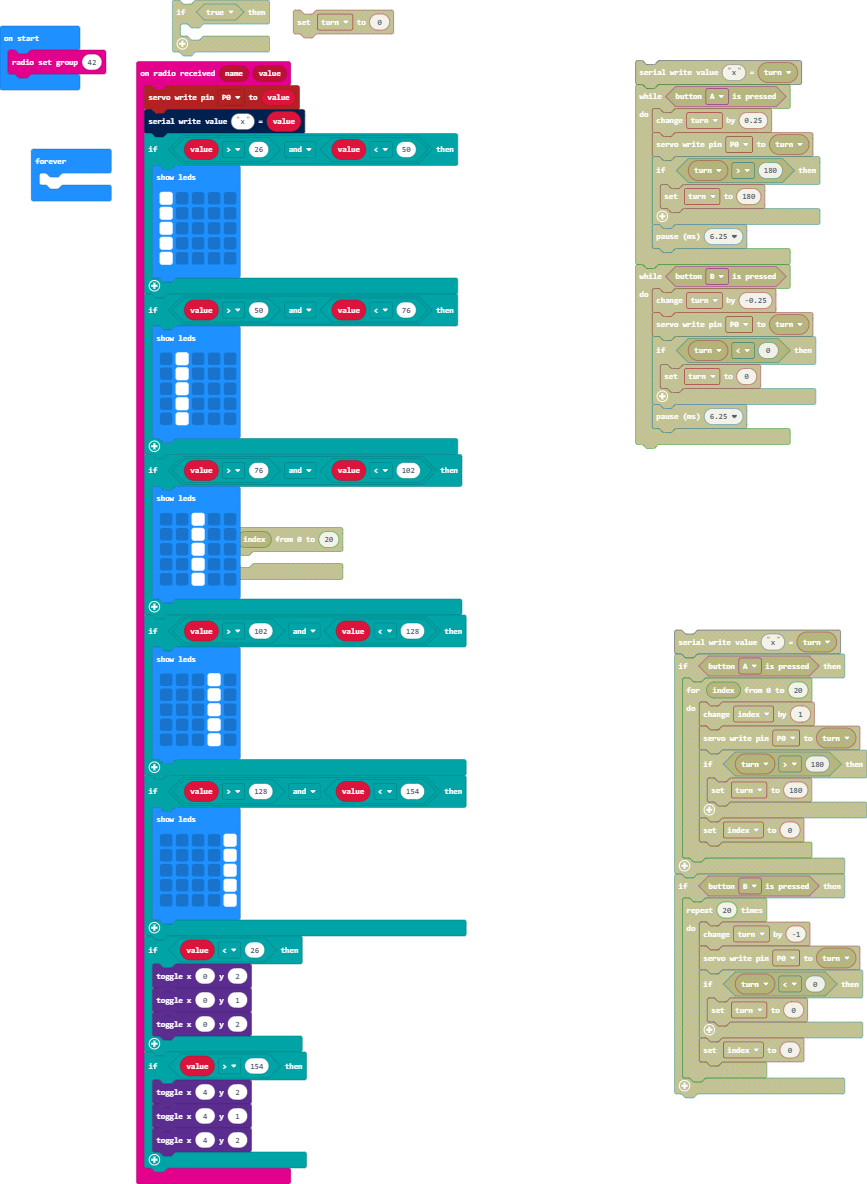 if true then
set turn to 0
on start
radio set group 42
forever
on radio received name value
servo write pin P0 to value
serial write value "x" = value
if value > 26 and value < 50 then
show leds
if value > 50 and value < 76 then
show leds
if value > 76 and value < 102 then
show leds
index from 0 to 20
if value > 102 and value < 128 then
show leds
if value > 128 and value < 154 then
show leds
if value < 26 then
toggle x 0 y 2
toggle x 0 y 1
toggle x 0 y 2
if value > 154 then
toggle x 4 y 2
toggle x 4 y 1
toggle x 4 y 2
serial write value "x" = turn
while button A is pressed
do
change turn by 0.25
servo write pin P0 to turn
if turn > 180 then
set turn to 180
pause (ms) 6.25
while button B is pressed
do
change turn by -0.25
servo write pin P0 to turn
if turn < 0 then
set turn to 0
pause (ms) 6.25
serial write value "x" = turn
if button A is pressed then
for index from 0 to 20
do
change index by 1
servo write pin P0 to turn
if turn > 180 then
set turn to 180
set index to 0
if button B is pressed then
repeat 20 times
do
change turn by -1
servo write pin P0 to turn
if turn < 0 then
set turn to 0
set index to 0